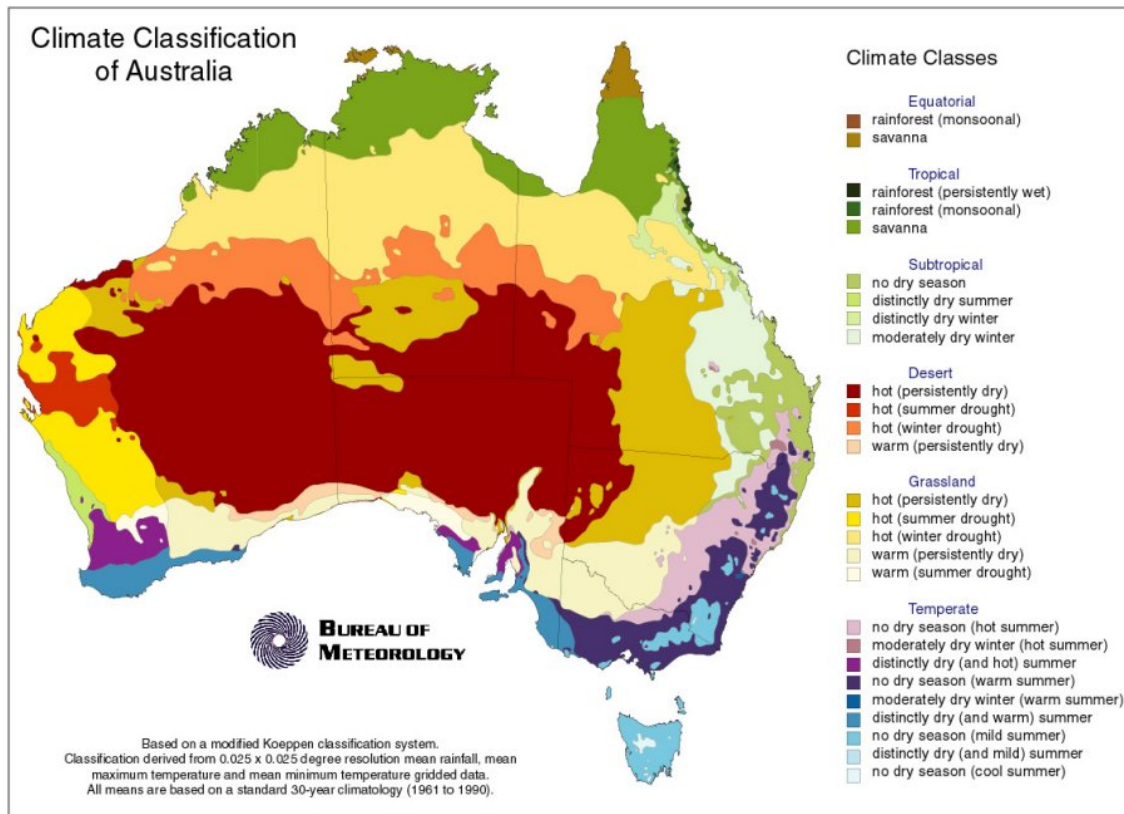 Climate Classification
of Australia
Climate Classes
Equatorial
rainforest (monsoonal)
savanna
Tropical
rainforest (persistently wet)
rainforest (monsoonal)
savanna
Subtropical
no dry season
distinctly dry summer
distinctly dry winter
moderately dry winter
Desert
hot (persistently dry)
hot (summer drought)
hot (winter drought)
warm (persistently dry)
Grassland
hot (persistently dry)
hot (summer drought)
hot (winter drought)
warm (persistently dry)
warm (summer drought)
Temperate
no dry season (hot summer)
moderately dry winter (hot summer)
distinctly dry (and hot) summer
no dry season (warm summer)
moderately dry winter (warm summer)
distinctly dry (and warm) summer
no dry season (mild summer)
distinctly dry (and mild) summer
no dry season (cool summer)
BUREAU OF
METEOROLOGY
Based on a modified Koeppen classification system.
Classification derived from 0.025 x 0.025 degree resolution mean rainfall, mean
maximum temperature and mean minimum temperature gridded data.
All means are based on a standard 30-year climatology (1961 to 1990).